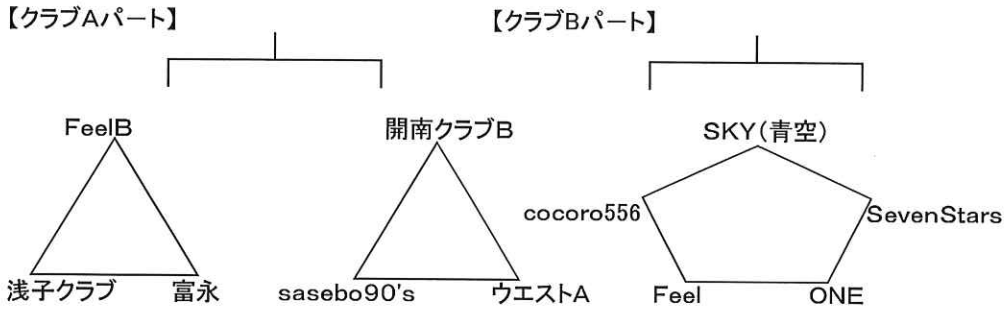 【クラブAパート】
【クラブBパート】
FeelB
開南クラブB
SKY(青空)
cocoro556
SevenStars
浅子クラブ
富永
sasebo90's
ウエストA
Feel
ONE